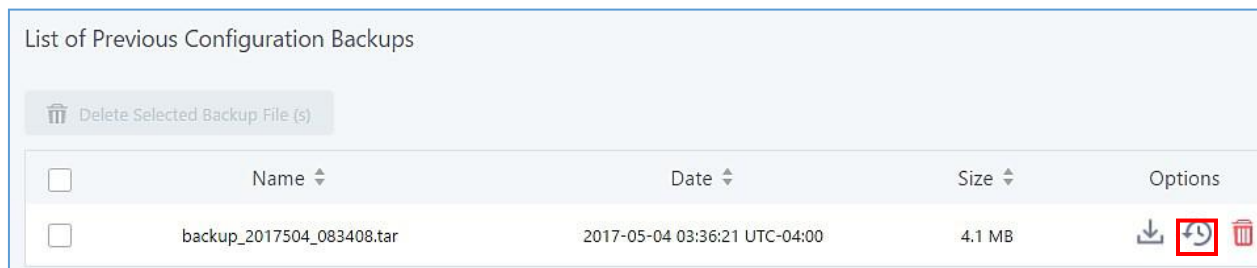 List of Previous Configuration Backups
Delete Selected Backup File (s)
Name Date Size Options
backup_2017504_083408.tar 2017-05-04 03:36:21 UTC-04:00 4.1 MB